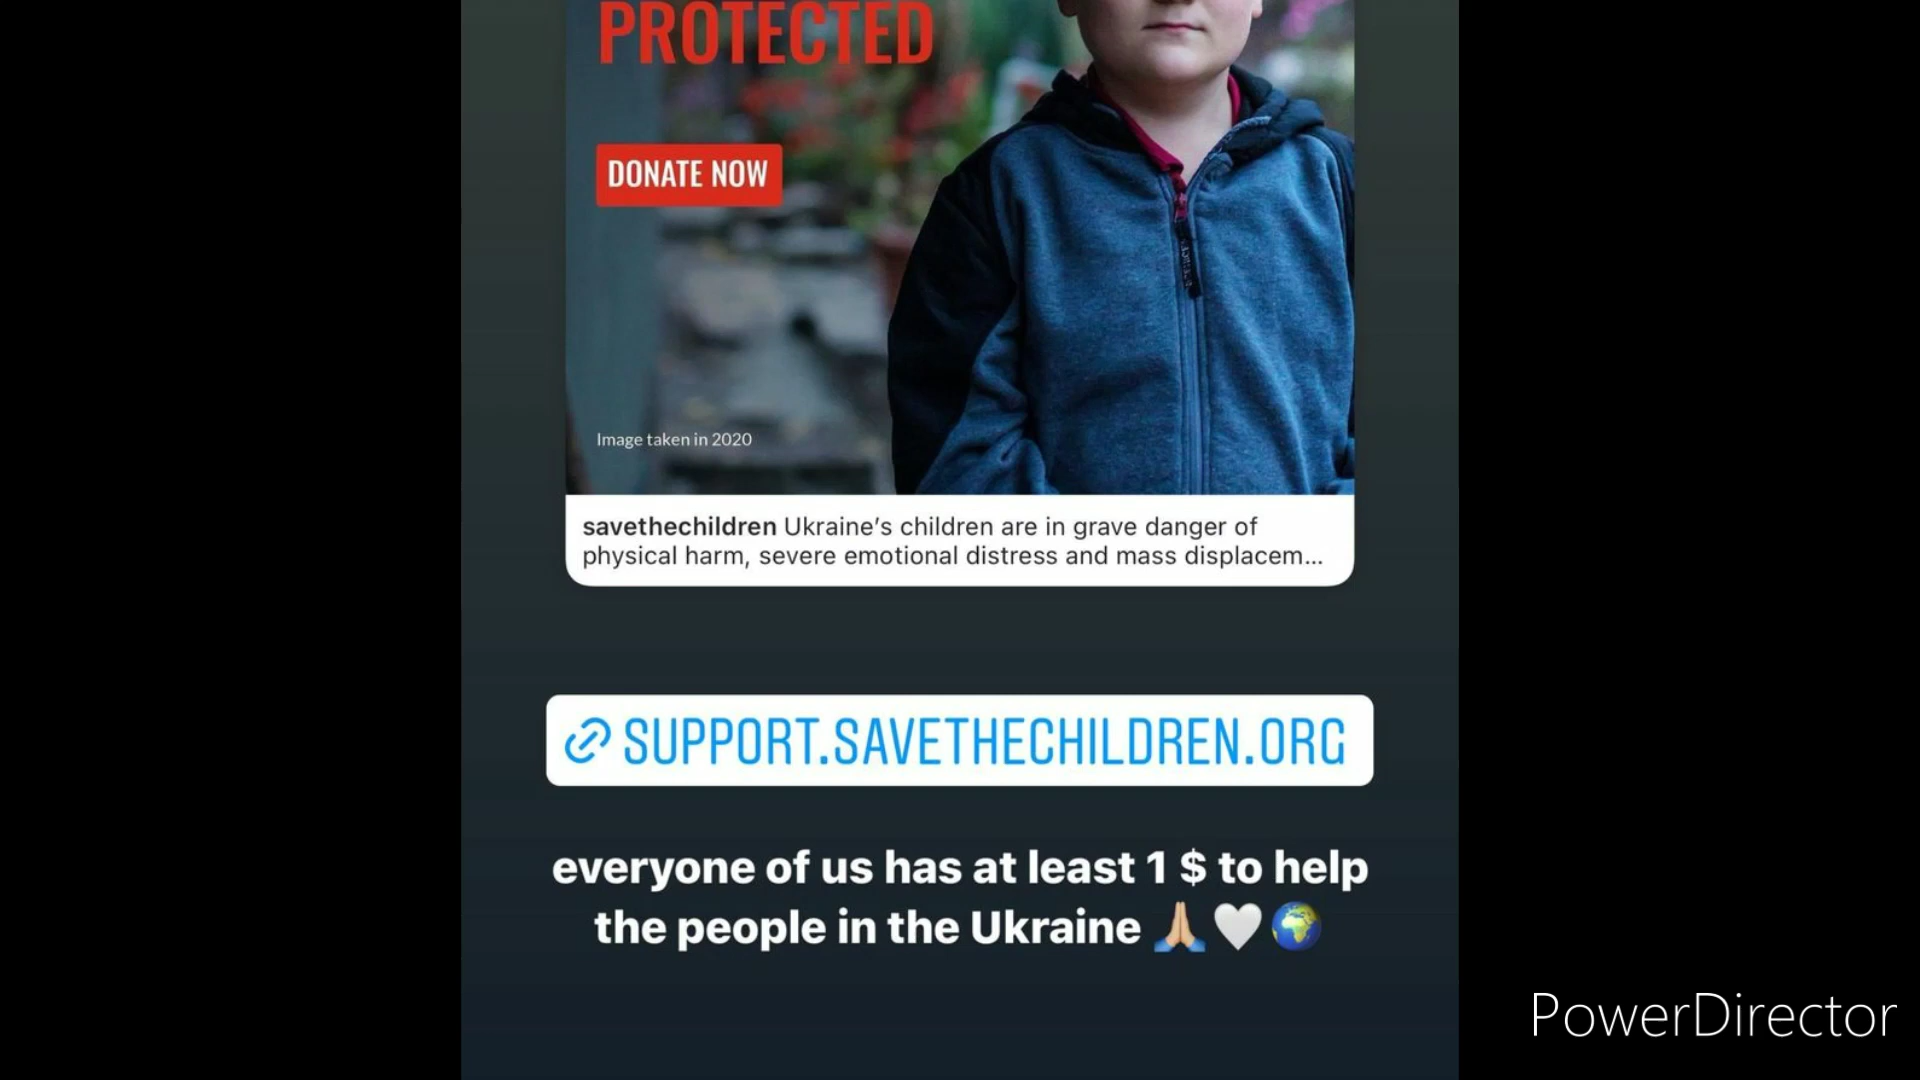 PROTECTED
DONATE NOW
Image taken in 2020
savethechildren Ukraine’s children are in grave danger of
physical harm, severe emotional distress and mass displacem...
SUPPORT.SAVETHECHILDREN.ORG
everyone of us has at least 1 $ to help
the people in the Ukraine 🙏🏼🤍🌍
PowerDirector